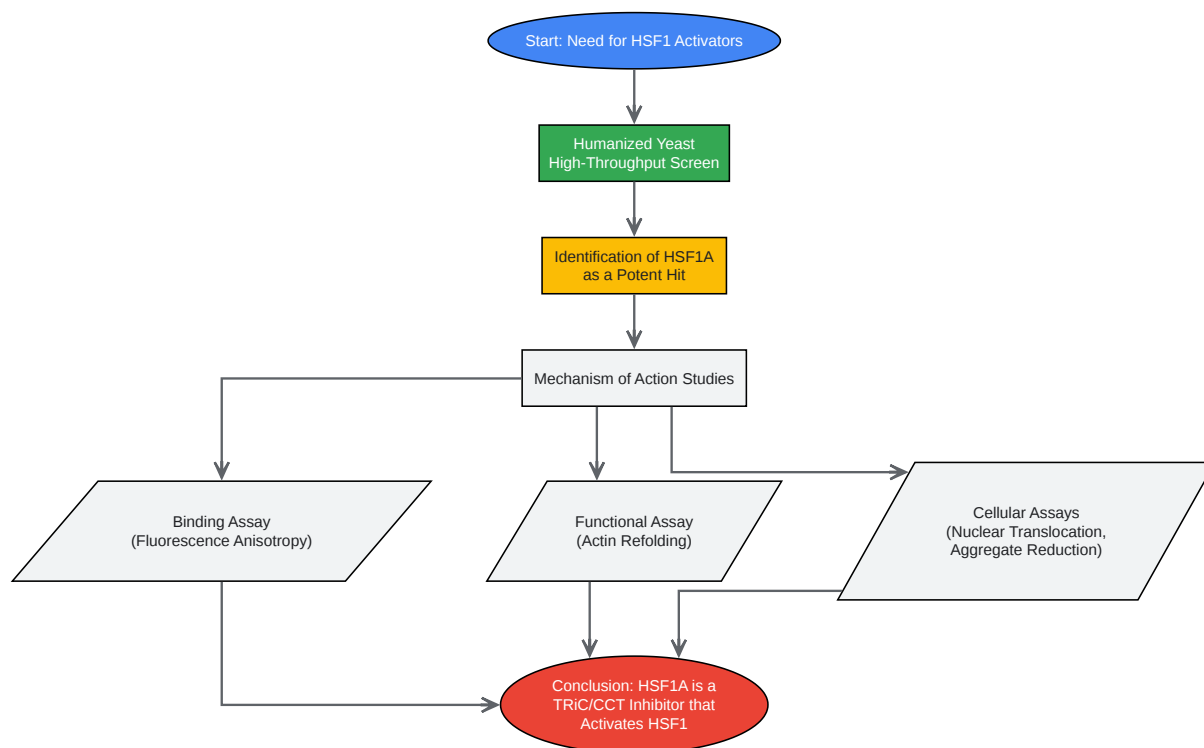 Start: Need for HSF1 Activators
Humanized Yeast
High-Throughput Screen
Identification of HSF1A
as a Potent Hit
Mechanism of Action Studies
Binding Assay
(Fluorescence Anisotropy)
Functional Assay
(Actin Refolding)
Cellular Assays
(Nuclear Translocation,
Aggregate Reduction)
Conclusion: HSF1A is a
TRiC/CCT Inhibitor that
Activates HSF1